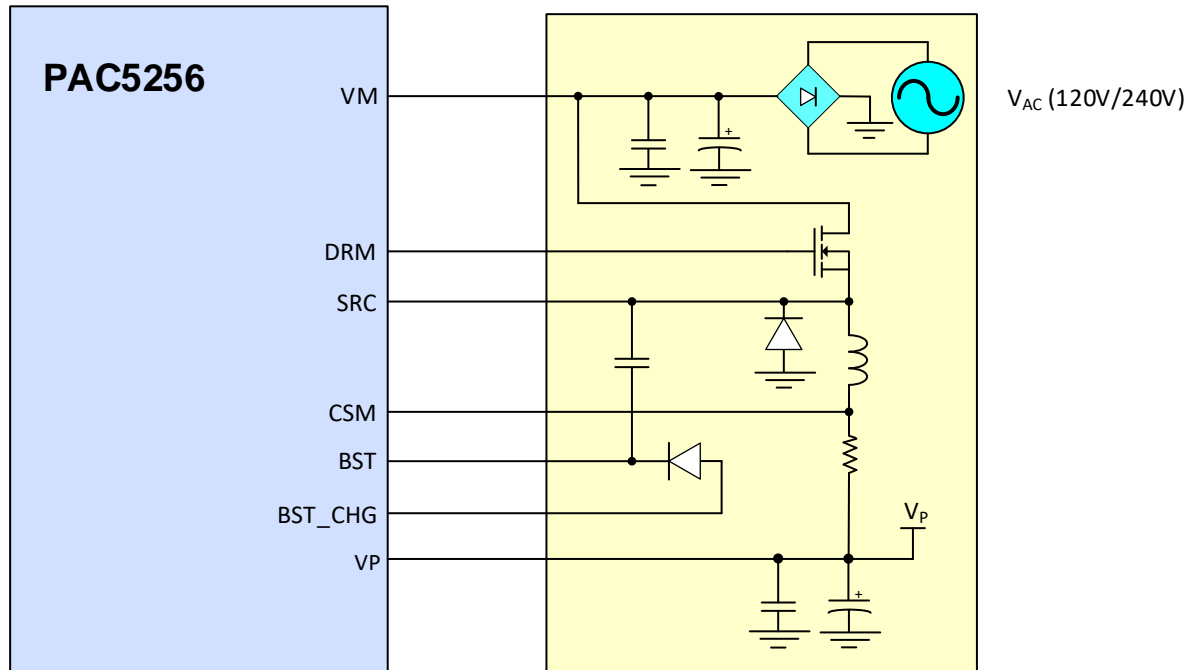 PAC5256
VM
V_AC (120V/240V)
DRM
SRC
CSM
BST
BST_CHG
V_P
VP
+
+